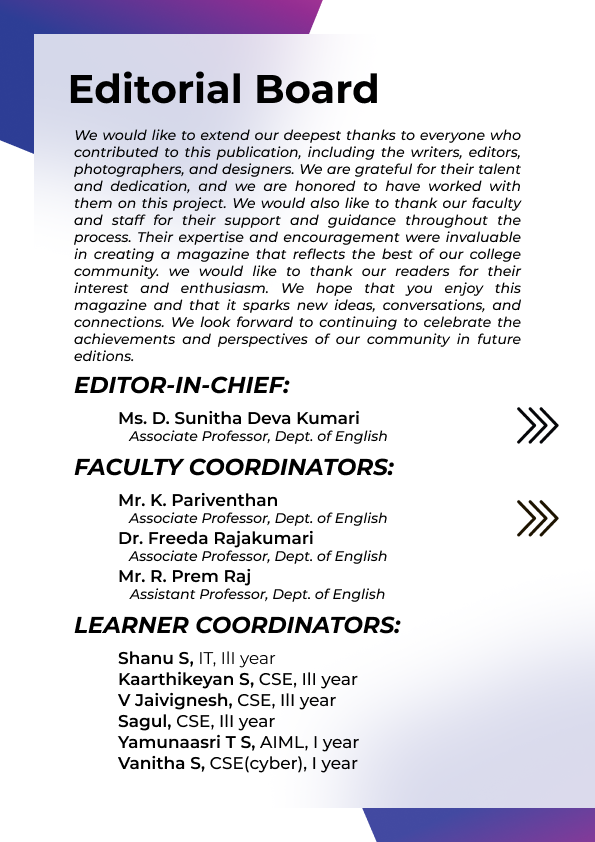 Editorial Board
We would like to extend our deepest thanks to everyone who
contributed to this publication, including the writers, editors,
photographers, and designers. We are grateful for their talent
and dedication, and we are honored to have worked with
them on this project. We would also like to thank our faculty
and staff for their support and guidance throughout the
process. Their expertise and encouragement were invaluable
in creating a magazine that reflects the best of our college
community. we would like to thank our readers for their
interest and enthusiasm. We hope that you enjoy this
magazine and that it sparks new ideas, conversations, and
connections. We look forward to continuing to celebrate the
achievements and perspectives of our community in future
editions.
EDITOR-IN-CHIEF:
Ms. D. Sunitha Deva Kumari
Associate Professor, Dept. of English
FACULTY COORDINATORS:
Mr. K. Pariventhan
Associate Professor, Dept. of English
Dr. Freeda Rajakumari
Associate Professor, Dept. of English
Mr. R. Prem Raj
Assistant Professor, Dept. of English
LEARNER COORDINATORS:
Shanu S, IT, III year
Kaarthikeyan S, CSE, III year
V Jaivignesh, CSE, III year
Sagul, CSE, III year
Yamunaasri T S, AIML, I year
Vanitha S, CSE(cyber), I year